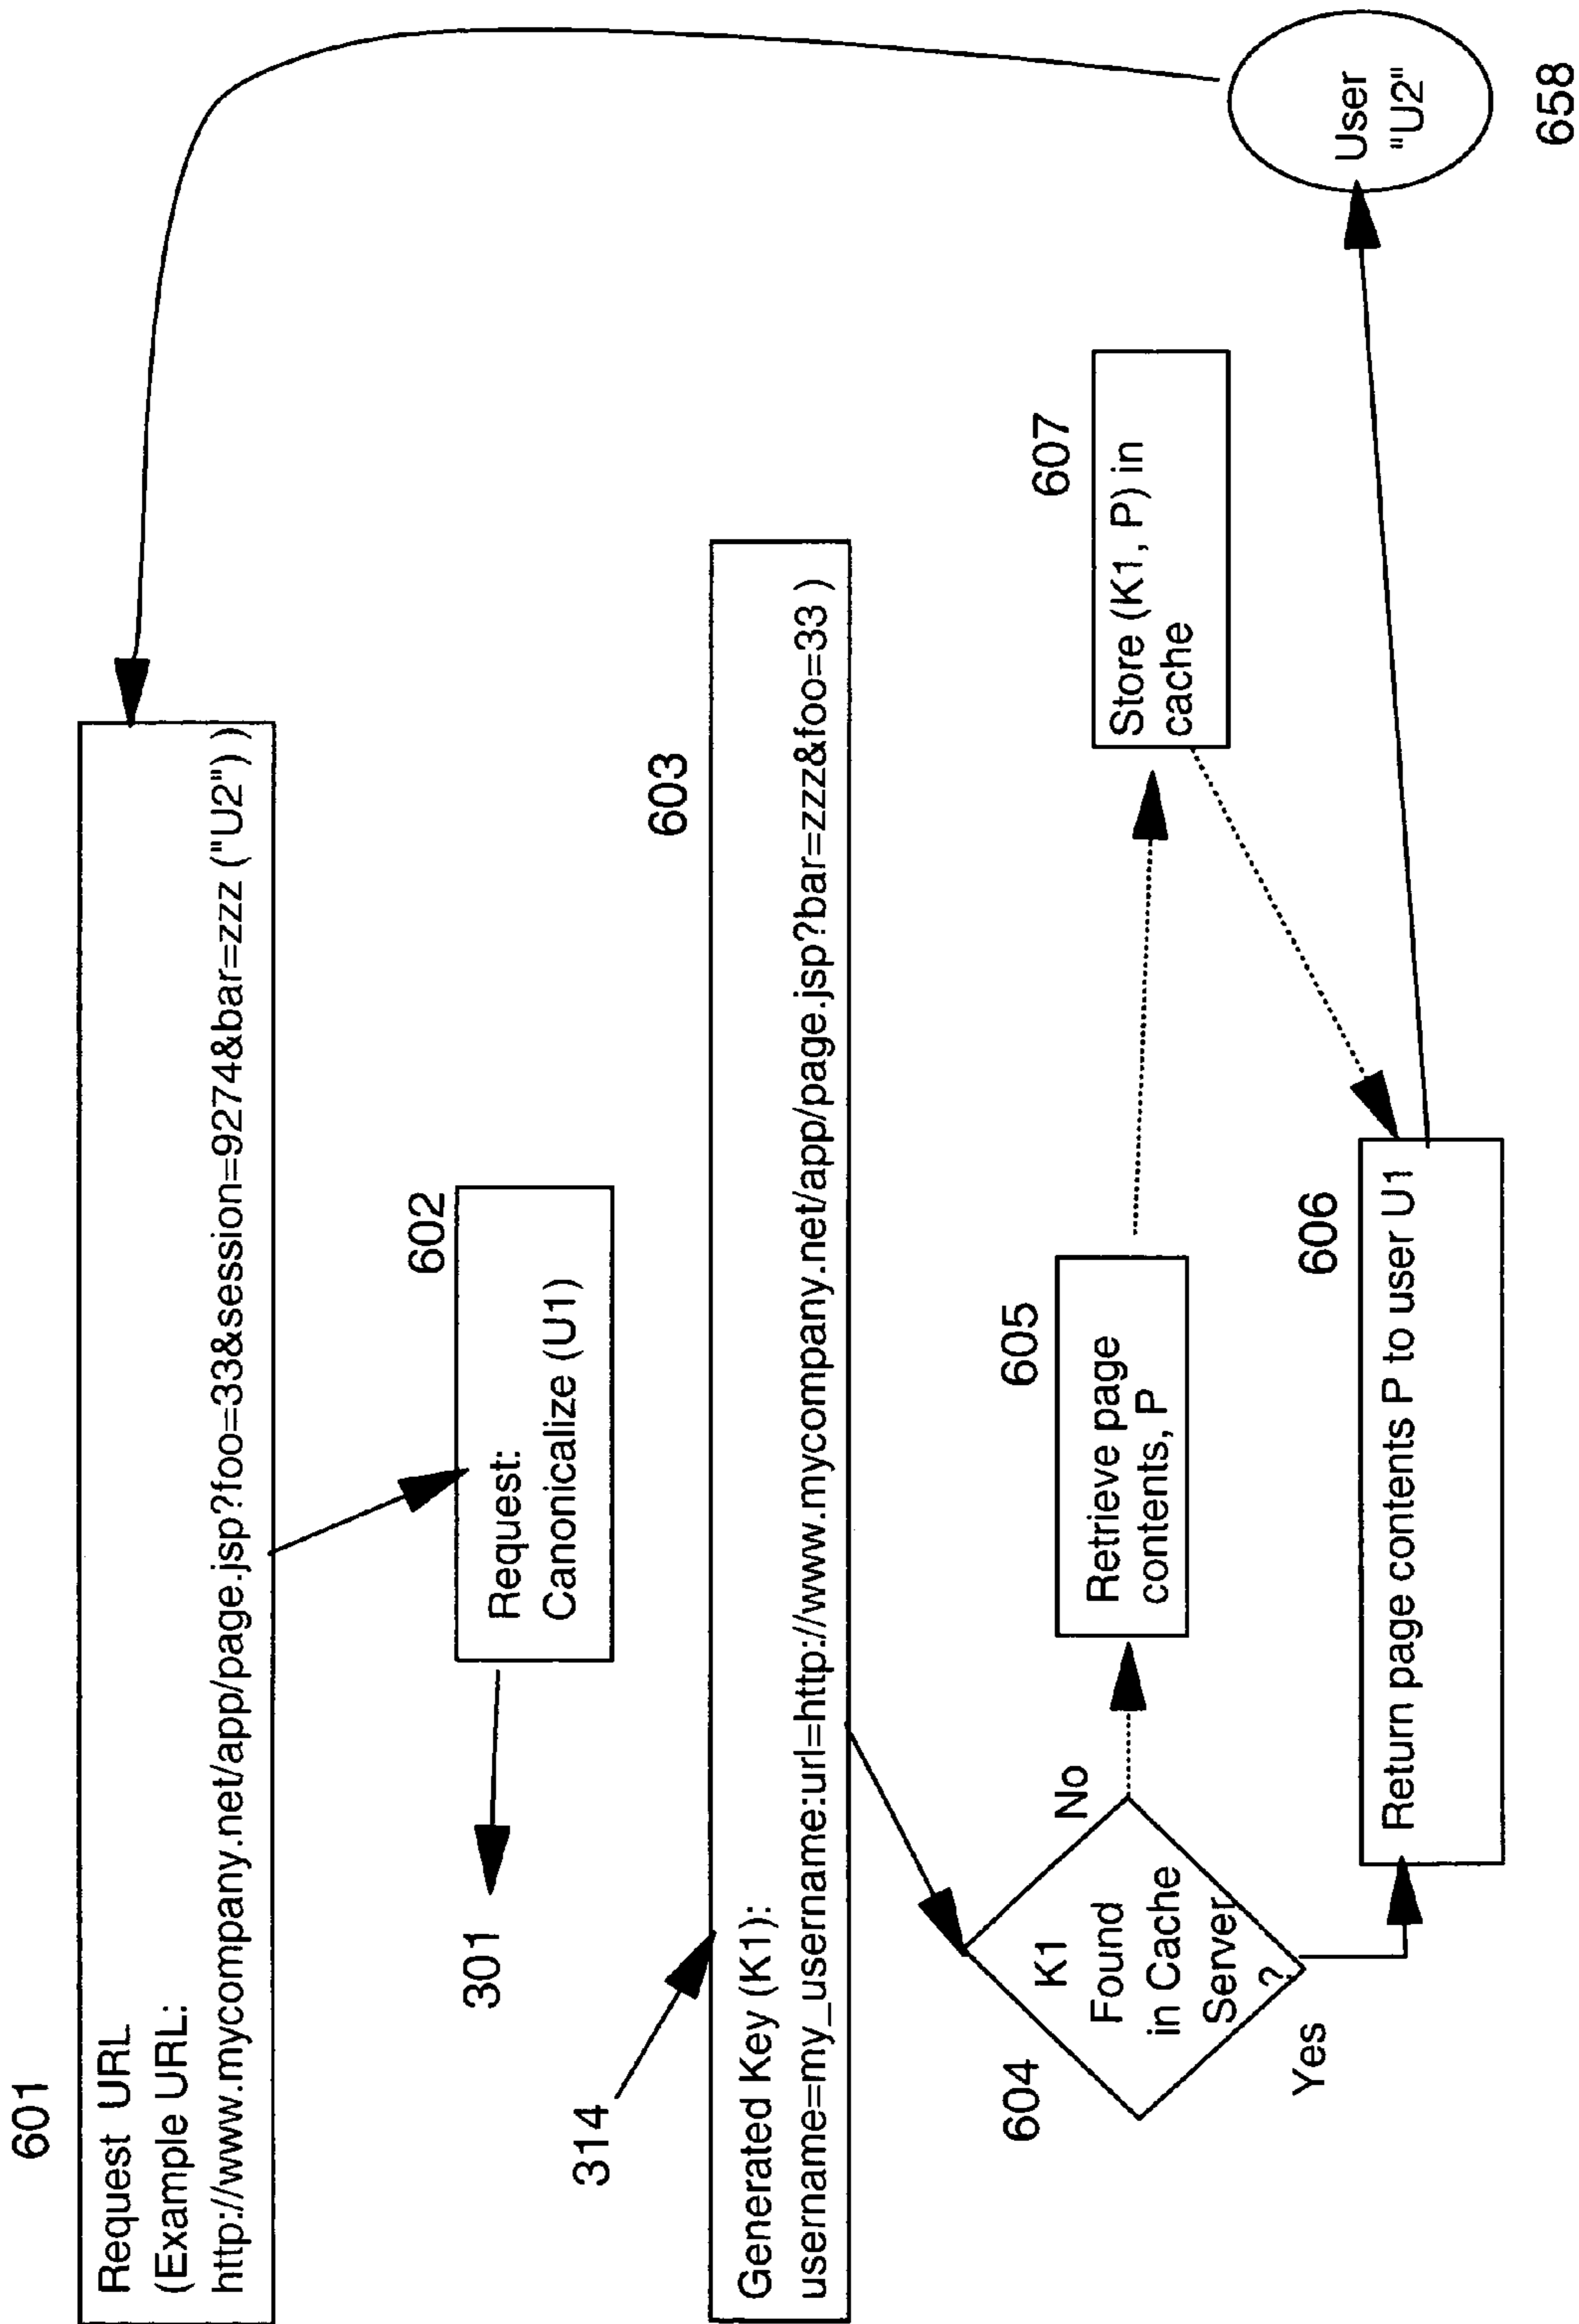 601
Request URL
(Example URL:
http://www.mycompany.net/app/page.jsp?foo=33&session=9274&bar=zzz ("U2") )
602
Request:
Canonicalize (U1)
301
314
603
Generated Key (K1):
username=my_username:url=http://www.mycompany.net/app/page.jsp?bar=zzz&foo=33 )
604
K1
Found
in Cache
Server
?
No
Yes
605
Retrieve page
contents, P
607
Store (K1, P) in
cache
606
Return page contents P to user U1
User
"U2"
658